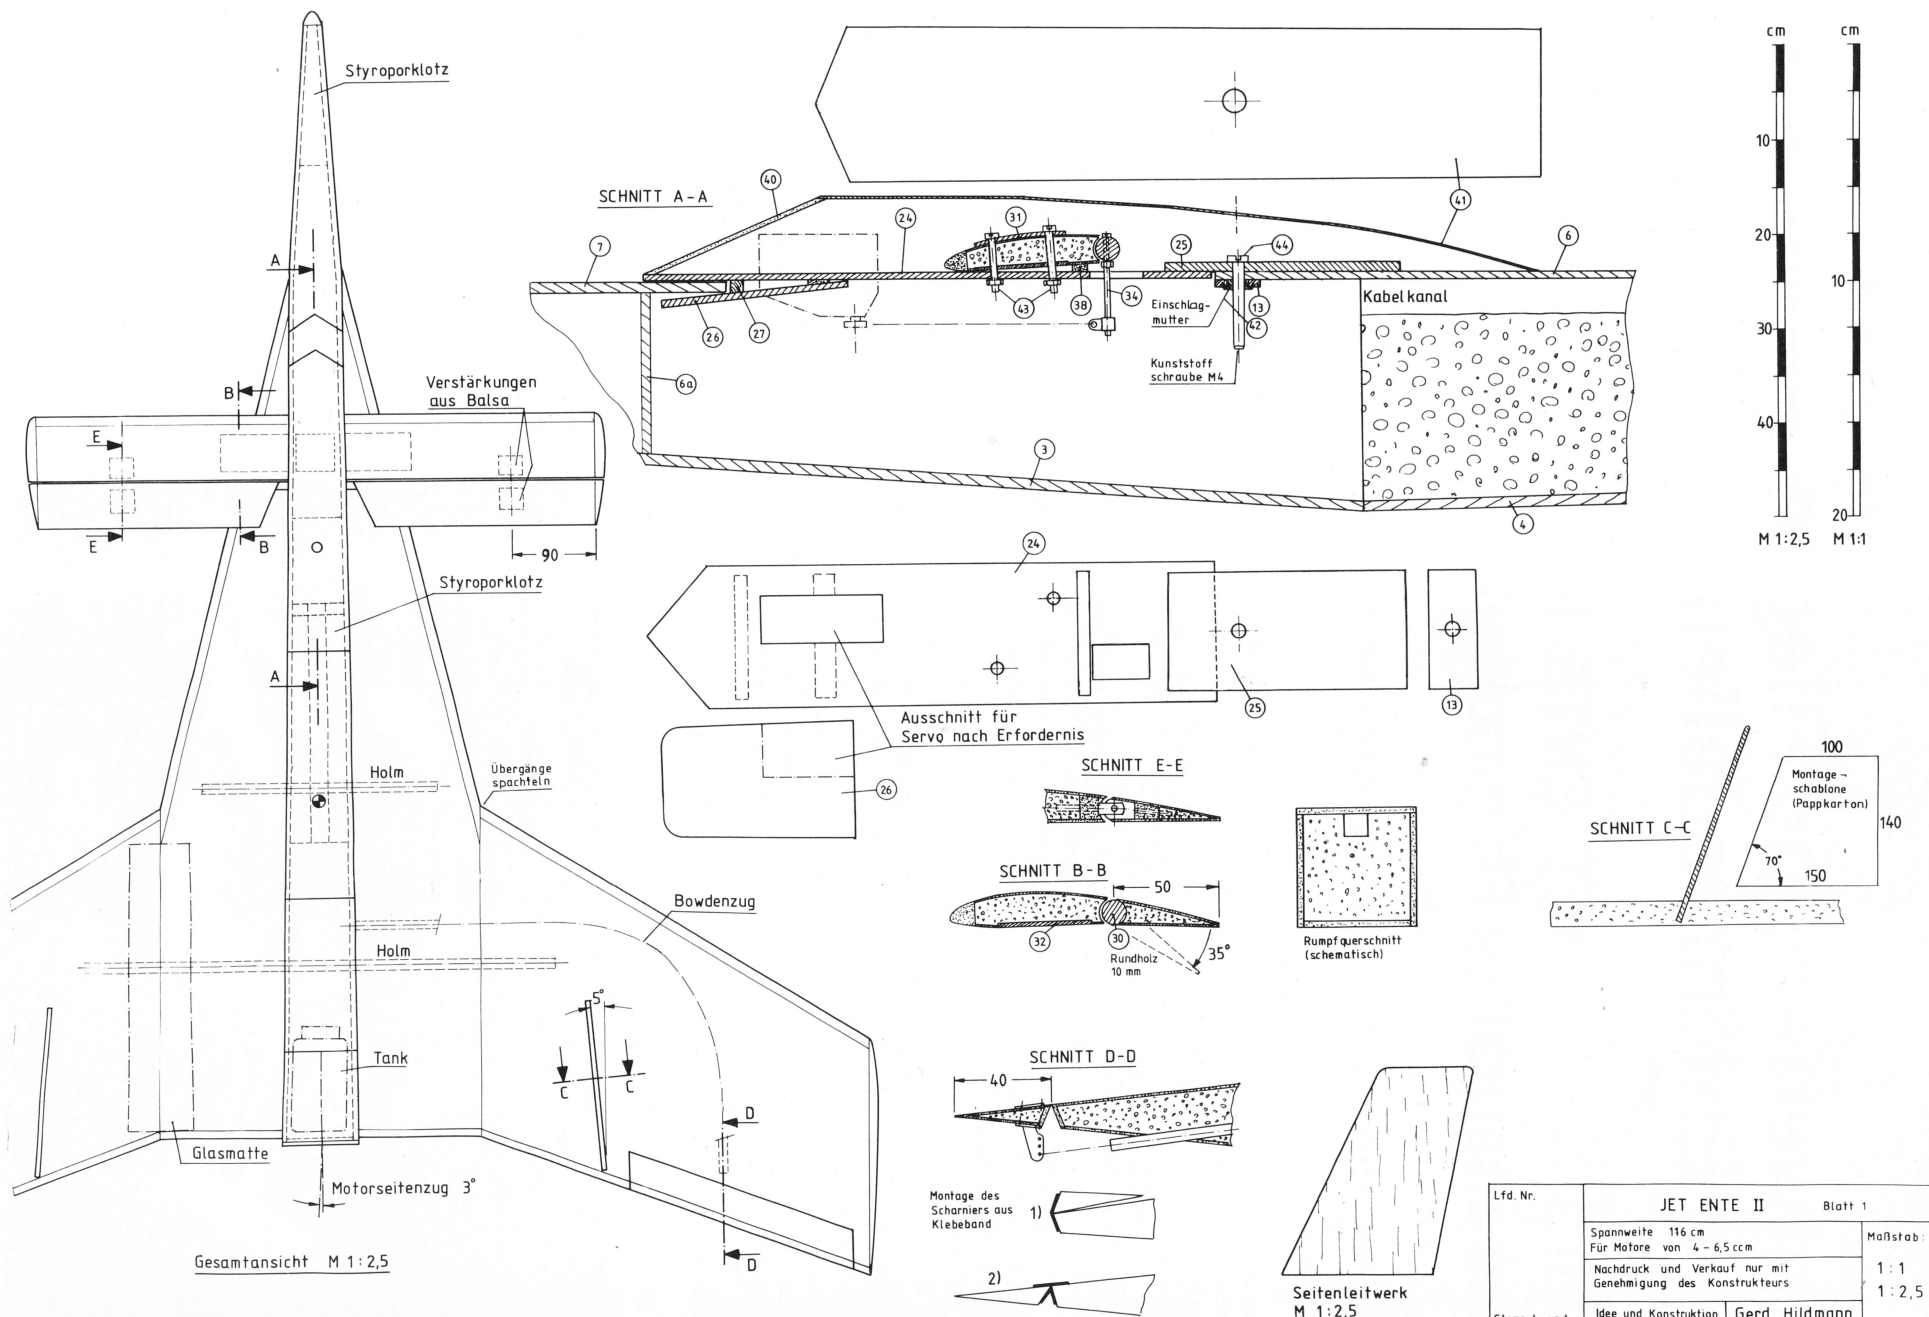 Styroporklotz
A
B
Verstärkungen
aus Balsa
E
E
B
90
Styroporklotz
A
Holm
Übergänge
spachteln
Bowdenzug
Holm
5°
C
C
Tank
D
Glasmatte
Motorseitenzug 3°
D
Gesamtansicht M 1:2,5
SCHNITT A-A
40
41
7
24
31
25
44
6
26
27
43
38
34
Einschlag-
mutter
42
13
Kabelkanal
6a
Kunststoff
schraube M4
3
4
cm
cm
10
20
10
30
40
20
M 1:2,5
M 1:1
24
25
13
Ausschnitt für
Servo nach Erfordernis
26
SCHNITT E-E
SCHNITT B-B
50
32
30
Rundholz
10 mm
35°
Rumpfquerschnitt
(schematisch)
SCHNITT C-C
100
Montage-
schablone
(Pappkarton)
140
70°
150
SCHNITT D-D
40
Montage des
Scharniers aus
Klebeband
1)
2)
Seitenleitwerk
M 1:2,5
Lfd. Nr.
JET ENTE II Blatt 1
Spannweite 116 cm
Für Motore von 4 - 6,5 ccm
Maßstab:
Nachdruck und Verkauf nur mit
Genehmigung des Konstrukteurs
1:1
1:2,5
Idee und Konstruktion
Gerd Hildmann